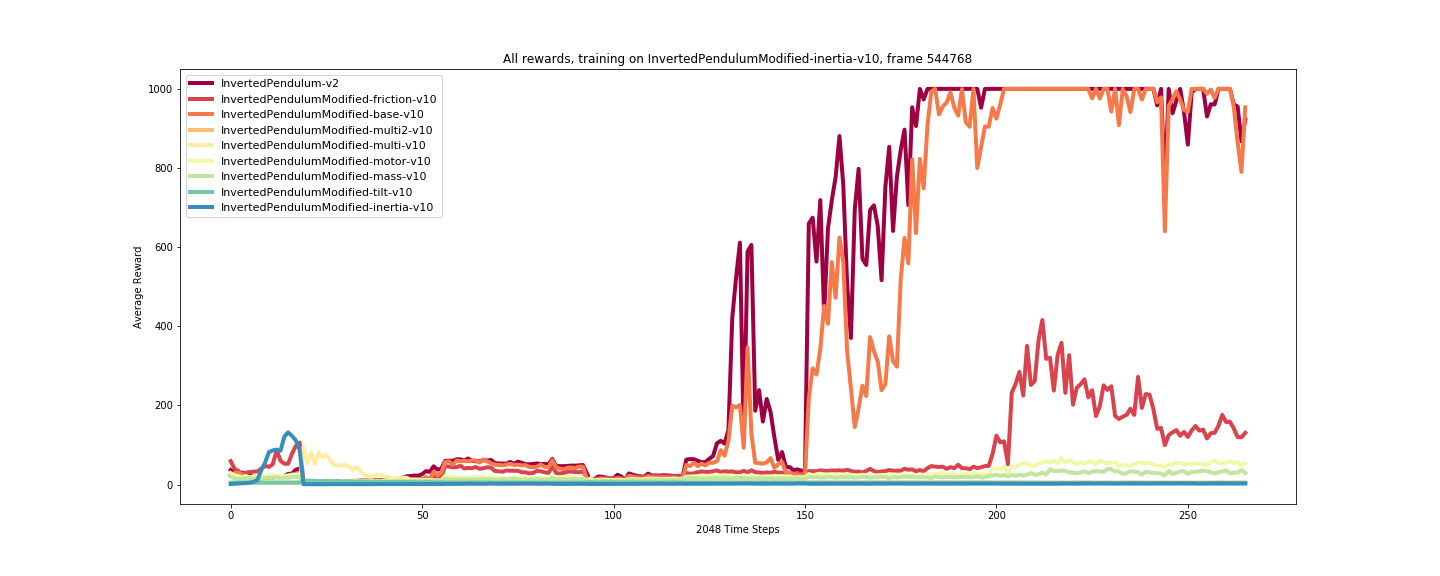 All rewards, training on InvertedPendulumModified-inertia-v10, frame 544768
InvertedPendulum-v2
InvertedPendulumModified-friction-v10
InvertedPendulumModified-base-v10
InvertedPendulumModified-multi2-v10
InvertedPendulumModified-multi-v10
InvertedPendulumModified-motor-v10
InvertedPendulumModified-mass-v10
InvertedPendulumModified-tilt-v10
InvertedPendulumModified-inertia-v10
1000
800
600
400
200
0
Average Reward
0 50 100 150 200 250
2048 Time Steps